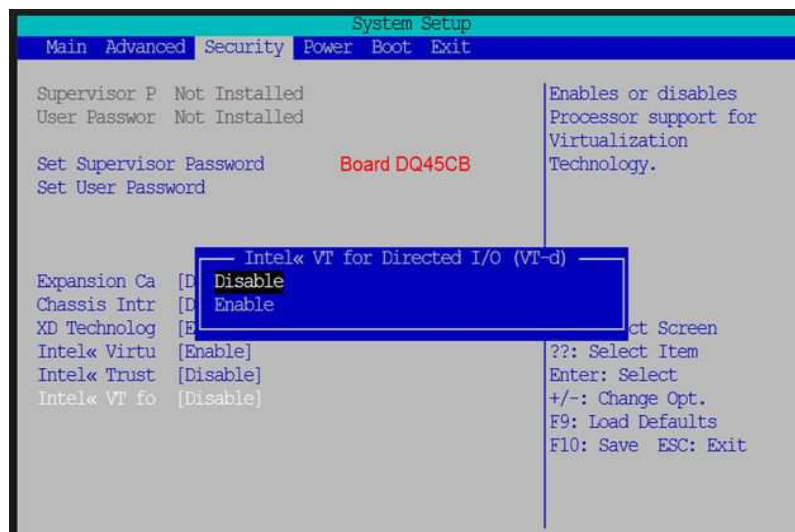 System Setup
Main Advanced Security Power Boot Exit
Supervisor P Not Installed
User Passwor Not Installed
Set Supervisor Password
Board DQ45CB
Set User Password
Intel« VT for Directed I/O (VT-d)
Disable
Enable
Expansion Ca [D
Chassis Intr [D
XD Technolog [E
Intel« Virtu [Enable]
Intel« Trust [Disable]
Intel« VT fo [Disable]
Enables or disables
Processor support for
Virtualization
Technology.
ct Screen
??: Select Item
Enter: Select
+/-: Change Opt.
F9: Load Defaults
F10: Save ESC: Exit